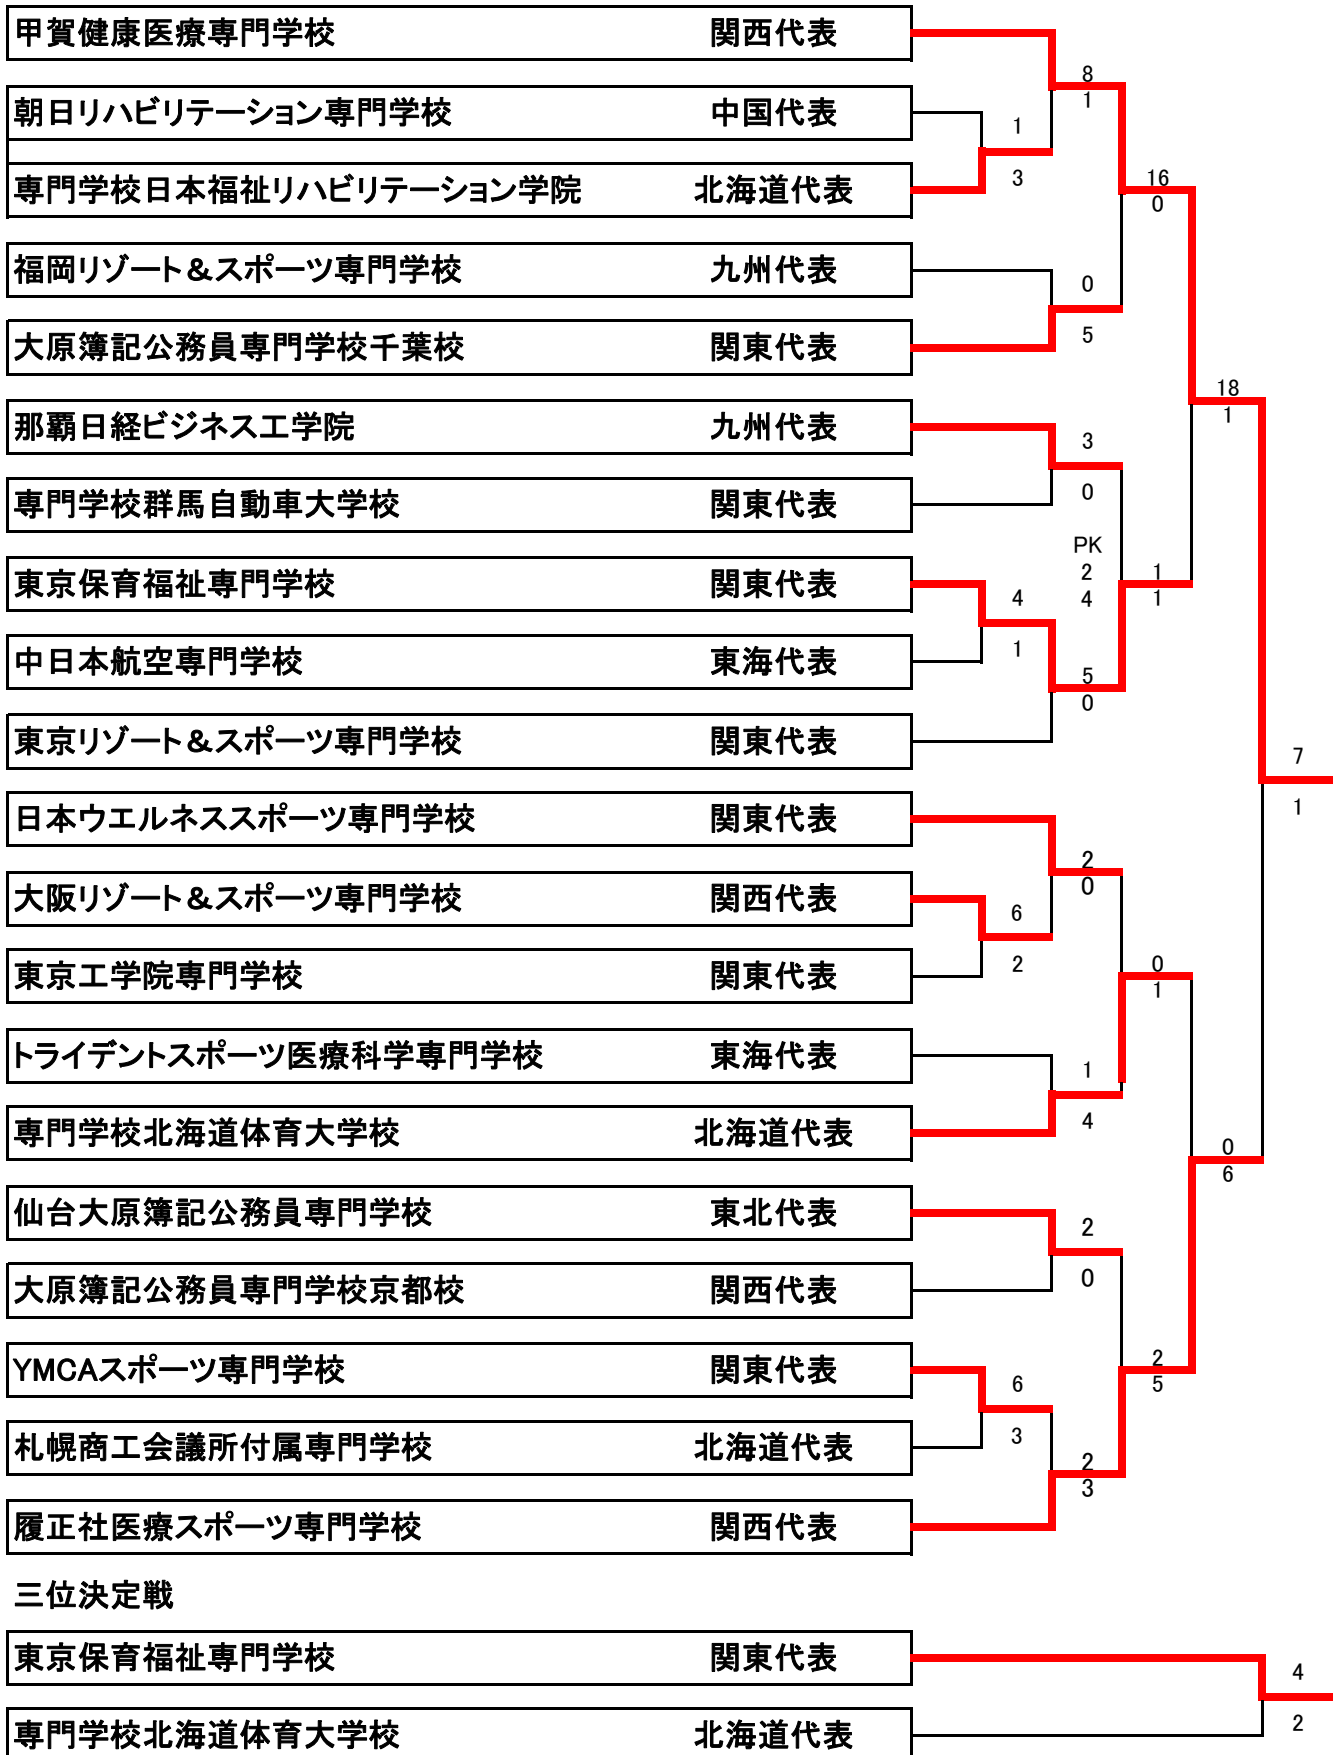 甲賀健康医療専門学校 関西代表
8
1
朝日リハビリテーション専門学校 中国代表
1
3
専門学校日本福祉リハビリテーション学院 北海道代表
16
0
福岡リゾート＆スポーツ専門学校 九州代表
0
5
大原簿記公務員専門学校千葉校 関東代表
18
1
那覇日経ビジネス工学院 九州代表
3
0
専門学校群馬自動車大学校 関東代表
PK
2
4
1
1
東京保育福祉専門学校 関東代表
4
1
中日本航空専門学校 東海代表
5
0
東京リゾート＆スポーツ専門学校 関東代表
7
1
日本ウエルネススポーツ専門学校 関東代表
2
0
大阪リゾート＆スポーツ専門学校 関西代表
6
2
東京工学院専門学校 関東代表
0
1
トライデントスポーツ医療科学専門学校 東海代表
1
4
専門学校北海道体育大学校 北海道代表
0
6
仙台大原簿記公務員専門学校 東北代表
2
0
大原簿記公務員専門学校京都校 関西代表
2
5
YMCAスポーツ専門学校 関東代表
6
3
札幌商工会議所付属専門学校 北海道代表
2
3
履正社医療スポーツ専門学校 関西代表
三位決定戦
東京保育福祉専門学校 関東代表
4
2
専門学校北海道体育大学校 北海道代表